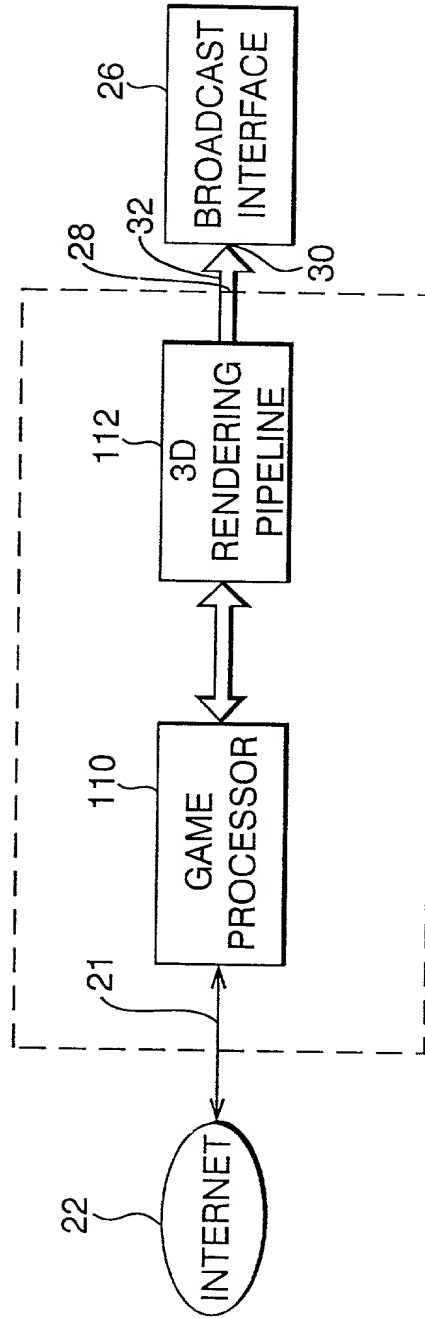 22
INTERNET
21
110
GAME
PROCESSOR
112
3D
RENDERING
PIPELINE
32
28
30
26
BROADCAST
INTERFACE